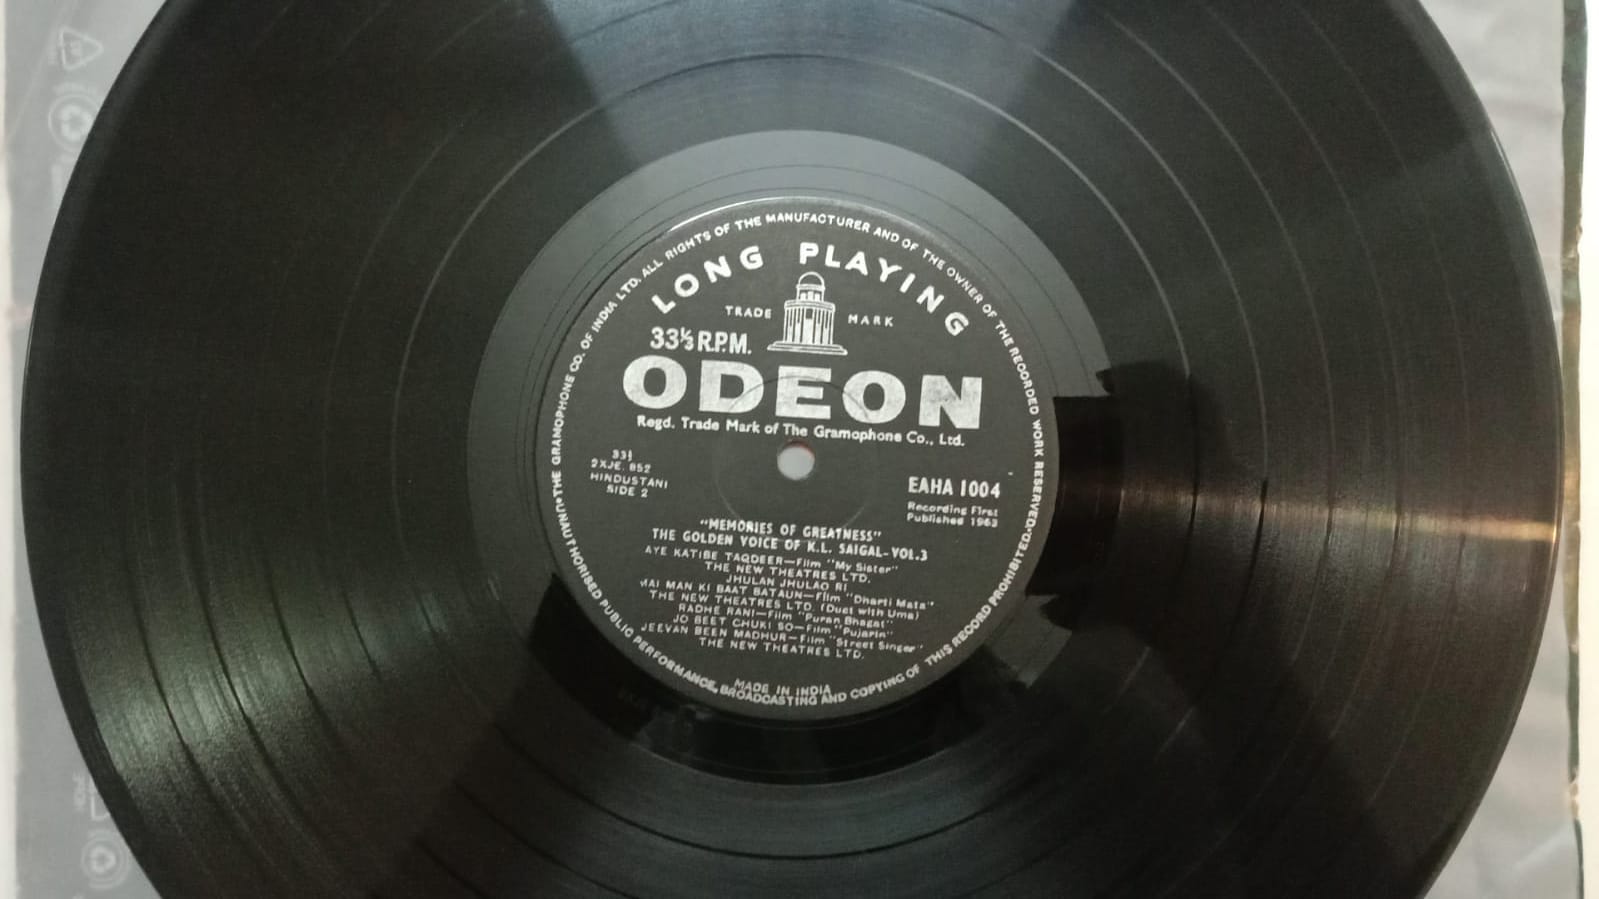 UNAUTHORISED PUBLIC PERFORMANCE, BROADCASTING AND COPYING OF THIS RECORD PROHIBITED.
THE GRAMOPHONE CO. OF INDIA LTD. ALL RIGHTS OF THE MANUFACTURER AND OF THE OWNER OF THE RECORDED WORK RESERVED.
LONG PLAYING
TRADE MARK
33⅓ R.P.M.
ODEON
Regd. Trade Mark of The Gramophone Co., Ltd.
33⅓
2XJE. 852
HINDUSTANI
SIDE 2
EAHA 1004
Recording First
Published 1963
"MEMORIES OF GREATNESS"
THE GOLDEN VOICE OF K.L. SAIGAL-VOL.3
AYE KATIBE TAQDEER—Film "My Sister"
THE NEW THEATRES LTD.
JHULAN JHULAO RI
MAI MAN KI BAAT BATAUN—Film "Dharti Mata"
THE NEW THEATRES LTD. (Duet with Uma)
RADHE RANI—Film "Puran Bhagat"
JO BEET CHUKI SO—Film "Pujarin"
JEEVAN BEEN MADHUR—Film "Street Singer"
THE NEW THEATRES LTD.
MADE IN INDIA